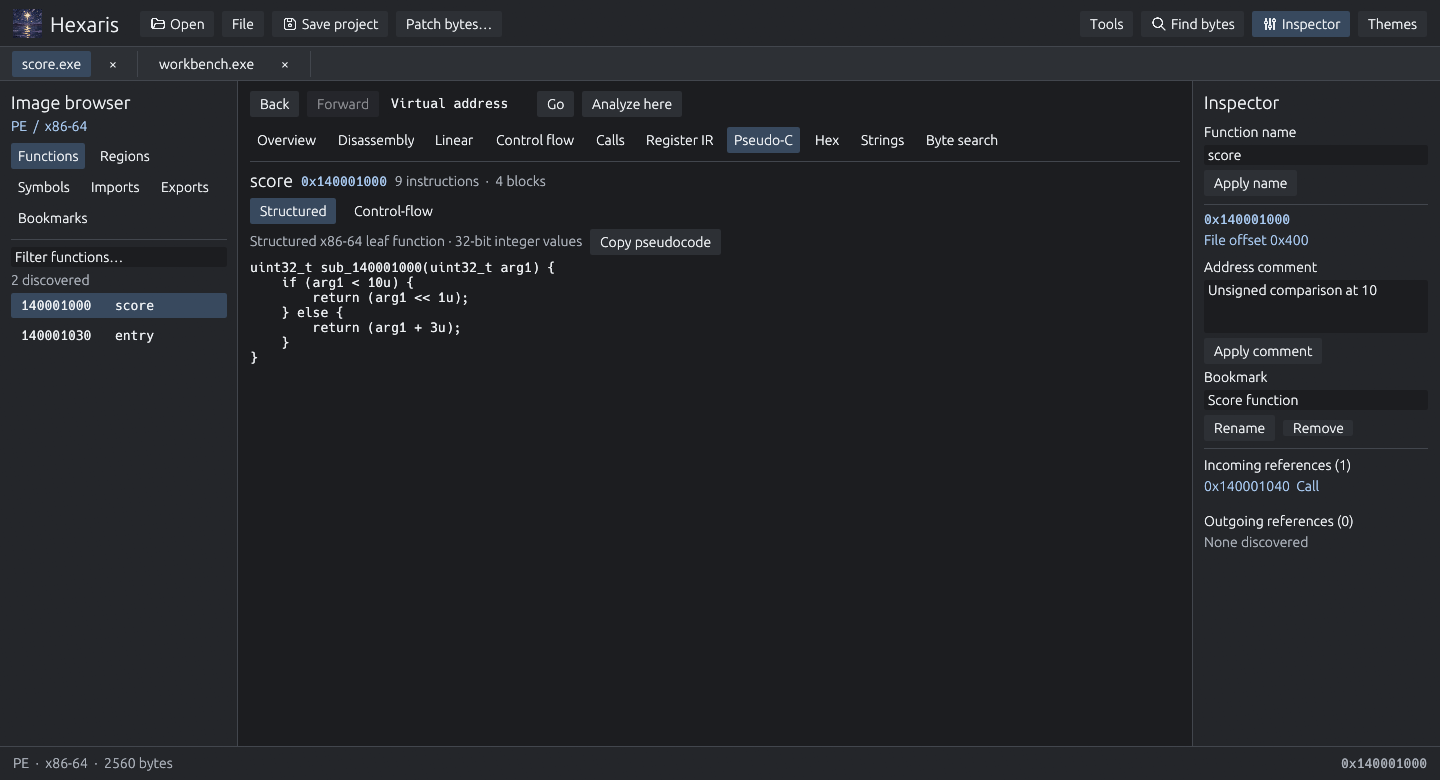 Hexaris Open File Save project Patch bytes… Tools Find bytes Inspector Themes
score.exe × workbench.exe ×
Image browser
PE / x86-64
Functions Regions
Symbols Imports Exports
Bookmarks
Filter functions…
2 discovered
140001000 score
140001030 entry
Back Forward Virtual address Go Analyze here
Overview Disassembly Linear Control flow Calls Register IR Pseudo-C Hex Strings Byte search
score 0x140001000 9 instructions · 4 blocks
Structured Control-flow
Structured x86-64 leaf function · 32-bit integer values Copy pseudocode
uint32_t sub_140001000(uint32_t arg1) {
    if (arg1 < 10u) {
        return (arg1 << 1u);
    } else {
        return (arg1 + 3u);
    }
}
Inspector
Function name
score
Apply name
0x140001000
File offset 0x400
Address comment
Unsigned comparison at 10
Apply comment
Bookmark
Score function
Rename Remove
Incoming references (1)
0x140001040 Call
Outgoing references (0)
None discovered
PE · x86-64 · 2560 bytes 0x140001000